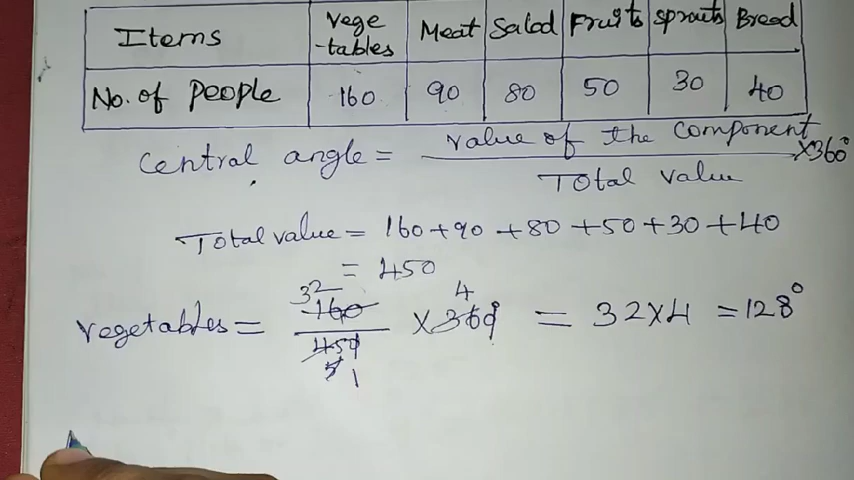 Items Vege-tables Meat Salad Fruits Sprouts Bread
No. of people 160 90 80 50 30 40
Central angle = Value of the component / Total value ×360°
Total value = 160+90+80+50+30+40
= 450
Vegetables = 160/450 × 360° = 32×4 = 128°
32 4
5 1